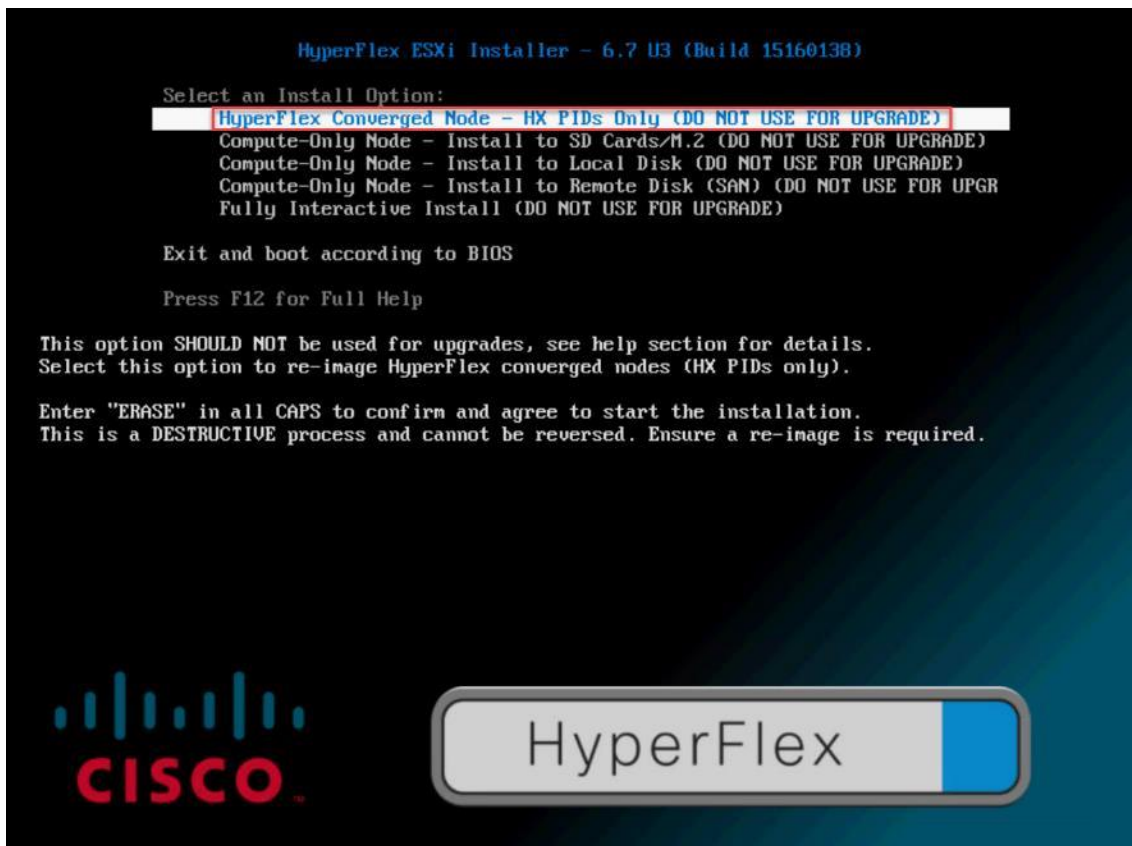 HyperFlex ESXi Installer - 6.7 U3 (Build 15160138)
Select an Install Option:
HyperFlex Converged Node - HX PIDs Only (DO NOT USE FOR UPGRADE)
Compute-Only Node - Install to SD Cards/M.2 (DO NOT USE FOR UPGRADE)
Compute-Only Node - Install to Local Disk (DO NOT USE FOR UPGRADE)
Compute-Only Node - Install to Remote Disk (SAN) (DO NOT USE FOR UPGR
Fully Interactive Install (DO NOT USE FOR UPGRADE)
Exit and boot according to BIOS
Press F12 for Full Help
This option SHOULD NOT be used for upgrades, see help section for details.
Select this option to re-image HyperFlex converged nodes (HX PIDs only).
Enter "ERASE" in all CAPS to confirm and agree to start the installation.
This is a DESTRUCTIVE process and cannot be reversed. Ensure a re-image is required.
CISCO
HyperFlex